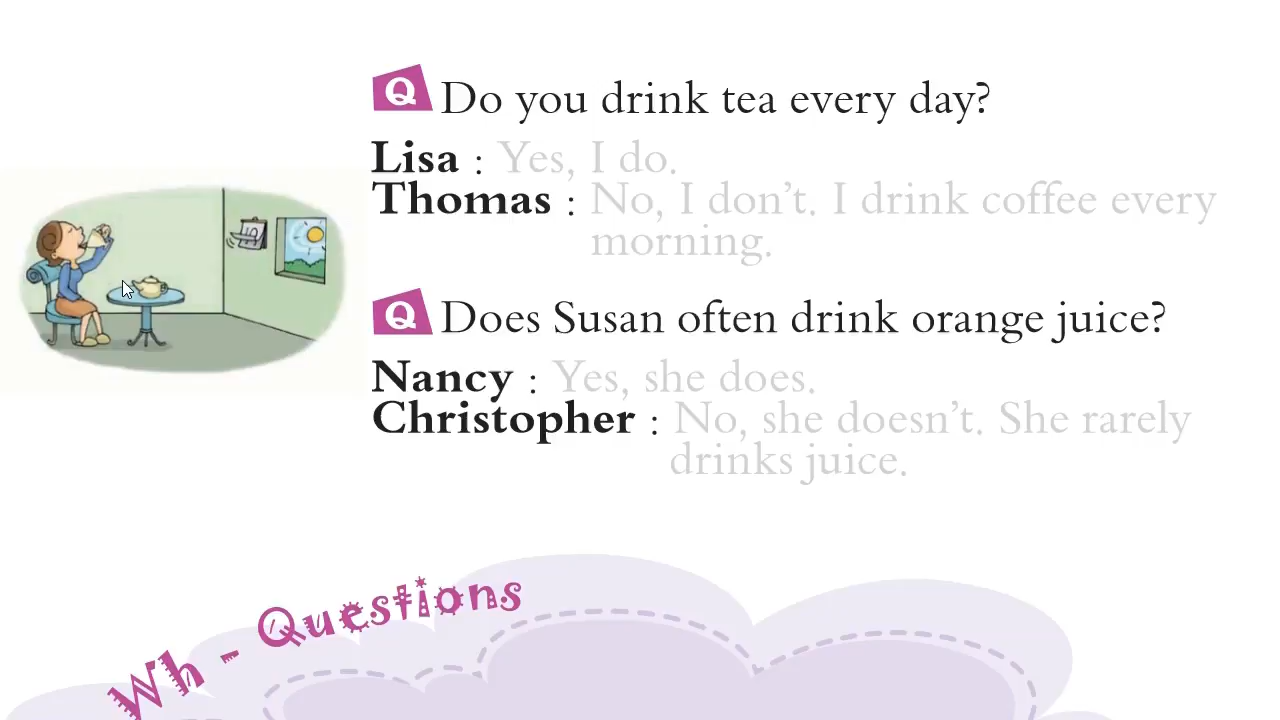 Q Do you drink tea every day?
Lisa : Yes, I do.
Thomas : No, I don't. I drink coffee every
morning.
Q Does Susan often drink orange juice?
Nancy : Yes, she does.
Christopher : No, she doesn't. She rarely
drinks juice.
Wh - Questions